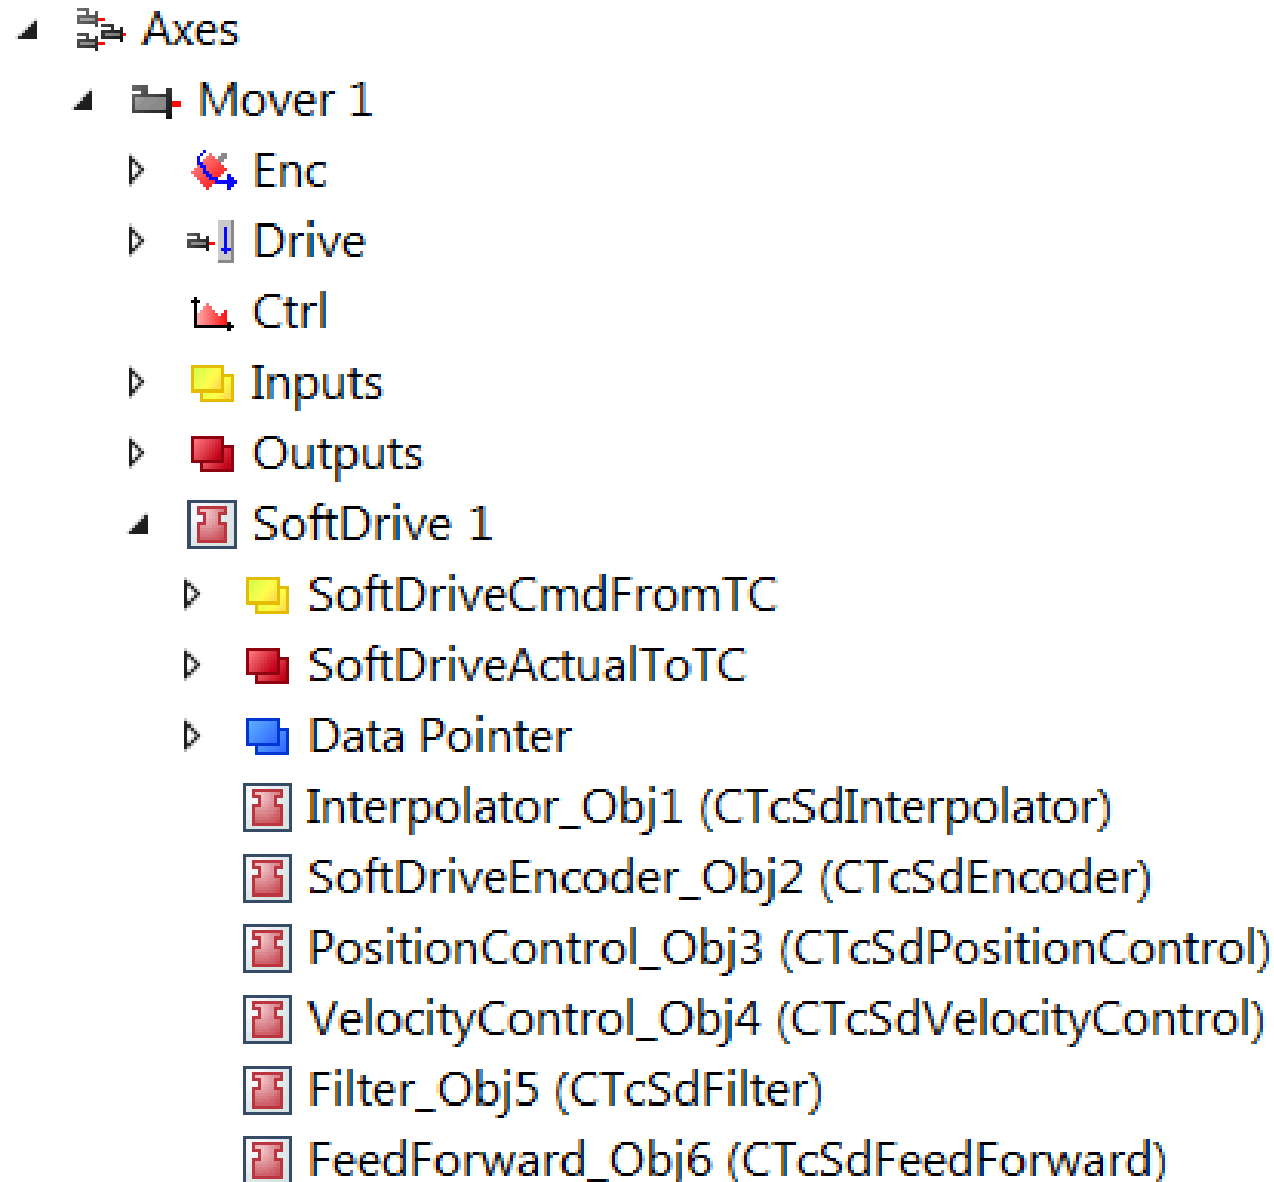 Axes
Mover 1
Enc
Drive
Ctrl
Inputs
Outputs
SoftDrive 1
SoftDriveCmdFromTC
SoftDriveActualToTC
Data Pointer
Interpolator_Obj1 (CTcSdInterpolator)
SoftDriveEncoder_Obj2 (CTcSdEncoder)
PositionControl_Obj3 (CTcSdPositionControl)
VelocityControl_Obj4 (CTcSdVelocityControl)
Filter_Obj5 (CTcSdFilter)
FeedForward_Obj6 (CTcSdFeedForward)